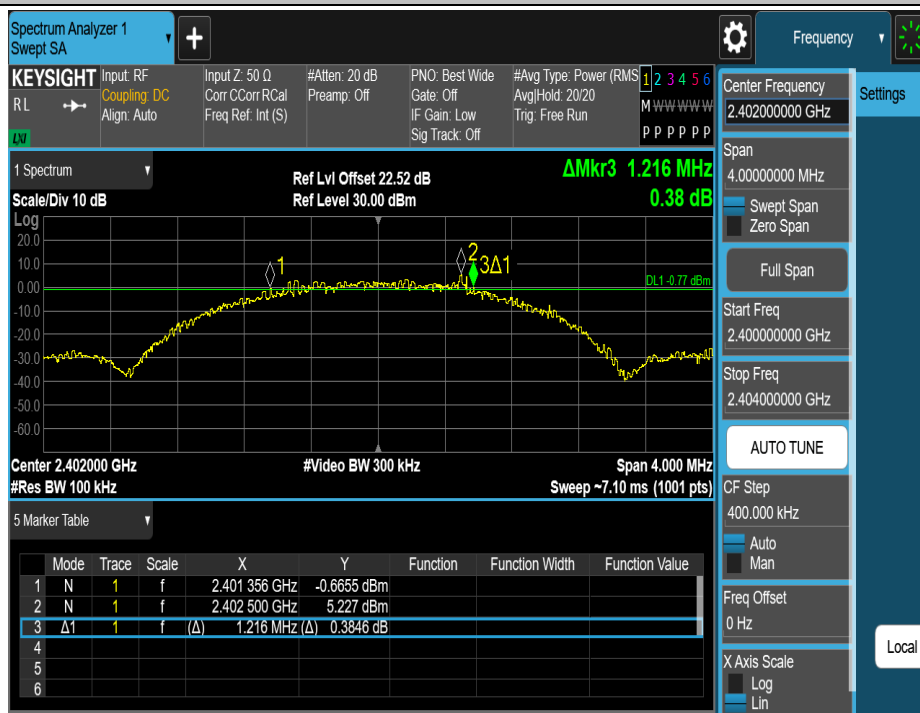 Spectrum Analyzer 1
Swept SA
+
Frequency
KEYSIGHT
RL
LXI
Input: RF
Coupling: DC
Align: Auto
Input Z: 50 Ω
Corr CCorr RCal
Freq Ref: Int (S)
#Atten: 20 dB
Preamp: Off
PNO: Best Wide
Gate: Off
IF Gain: Low
Sig Track: Off
#Avg Type: Power (RMS
Avg|Hold: 20/20
Trig: Free Run
1 2 3 4 5 6
M W W W W W
P P P P P P
1 Spectrum
Scale/Div 10 dB
Log
Ref Lvl Offset 22.52 dB
Ref Level 30.00 dBm
ΔMkr3 1.216 MHz
0.38 dB
20.0
10.0
0.00
-10.0
-20.0
-30.0
-40.0
-50.0
-60.0
1
2
3Δ1
DL1 -0.77 dBm
Center 2.402000 GHz
#Video BW 300 kHz
Span 4.000 MHz
#Res BW 100 kHz
Sweep ~7.10 ms (1001 pts)
5 Marker Table
Mode Trace Scale X Y Function Function Width Function Value
1 N 1 f 2.401 356 GHz -0.6655 dBm
2 N 1 f 2.402 500 GHz 5.227 dBm
3 Δ1 1 f (Δ) 1.216 MHz (Δ) 0.3846 dB
4
5
6
Center Frequency
2.402000000 GHz
Settings
Span
4.00000000 MHz
Swept Span
Zero Span
Full Span
Start Freq
2.400000000 GHz
Stop Freq
2.404000000 GHz
AUTO TUNE
CF Step
400.000 kHz
Auto
Man
Freq Offset
0 Hz
Local
X Axis Scale
Log
Lin